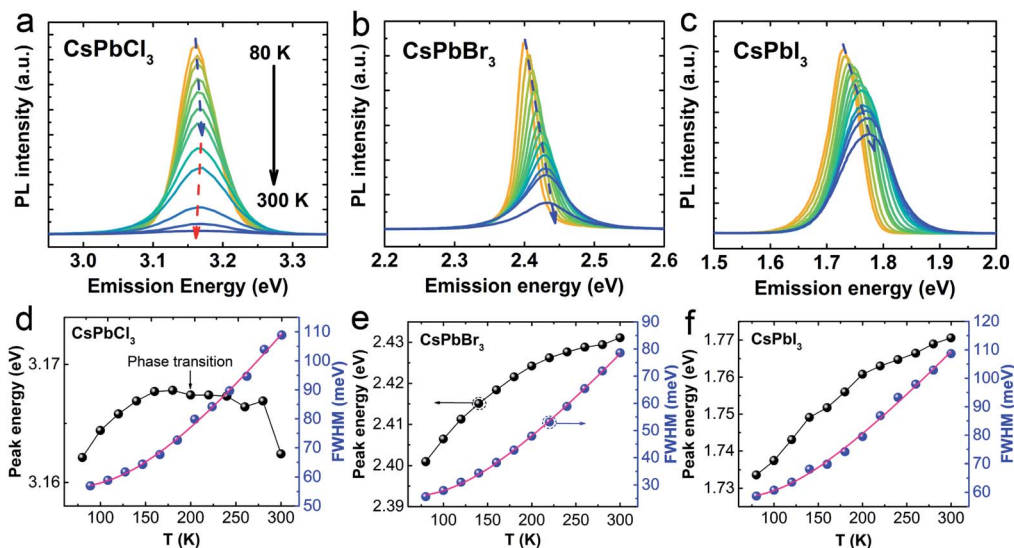 a
CsPbCl3
80 K
300 K
PL intensity (a.u.)
3.0 3.1 3.2 3.3
Emission Energy (eV)
b
CsPbBr3
PL intensity (a.u.)
2.2 2.3 2.4 2.5 2.6
Emission energy (eV)
c
CsPbI3
PL intensity (a.u.)
1.5 1.6 1.7 1.8 1.9 2.0
Emission energy (eV)
d
CsPbCl3
Phase transition
Peak energy (eV)
3.17
3.16
FWHM (meV)
110
100
90
80
70
60
50
100 150 200 250 300
T (K)
e
CsPbBr3
Peak energy (eV)
2.43
2.42
2.41
2.40
2.39
FWHM (meV)
90
80
70
60
50
40
30
100 150 200 250 300
T (K)
f
CsPbI3
Peak energy (eV)
1.77
1.76
1.75
1.74
1.73
FWHM (meV)
120
100
80
60
100 150 200 250 300
T (K)